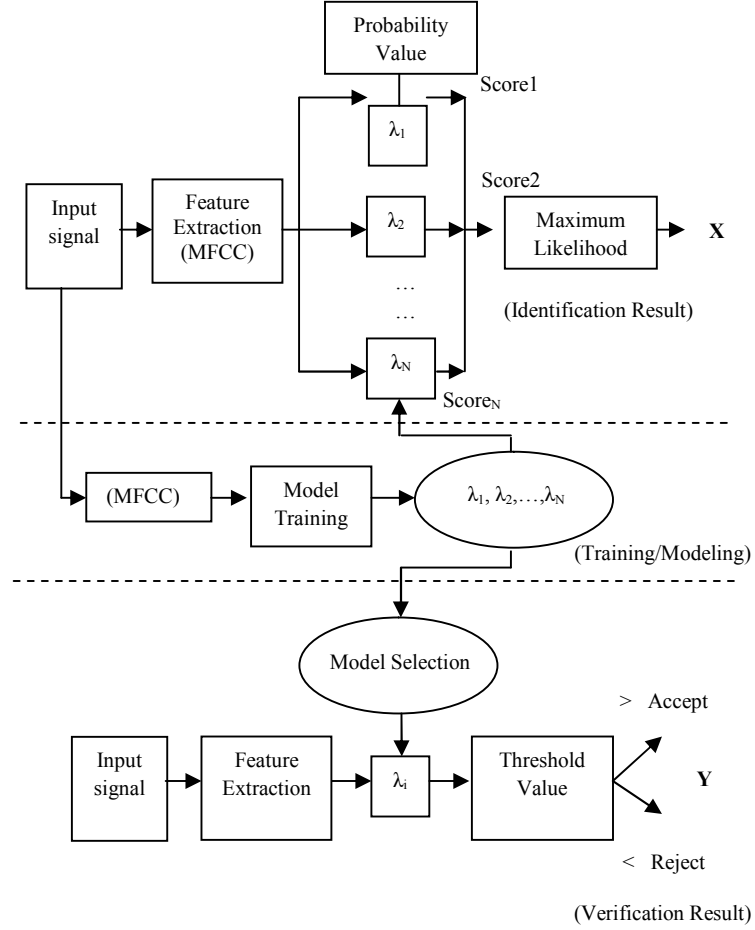 Probability
Value
Score1
λ₁
Input
signal
Feature
Extraction
(MFCC)
λ₂
Score2
Maximum
Likelihood
X
…
…
(Identification Result)
λN
ScoreN
(MFCC)
Model
Training
λ₁, λ₂,…,λN
(Training/Modeling)
Model Selection
> Accept
Input
signal
Feature
Extraction
λi
Threshold
Value
Y
< Reject
(Verification Result)